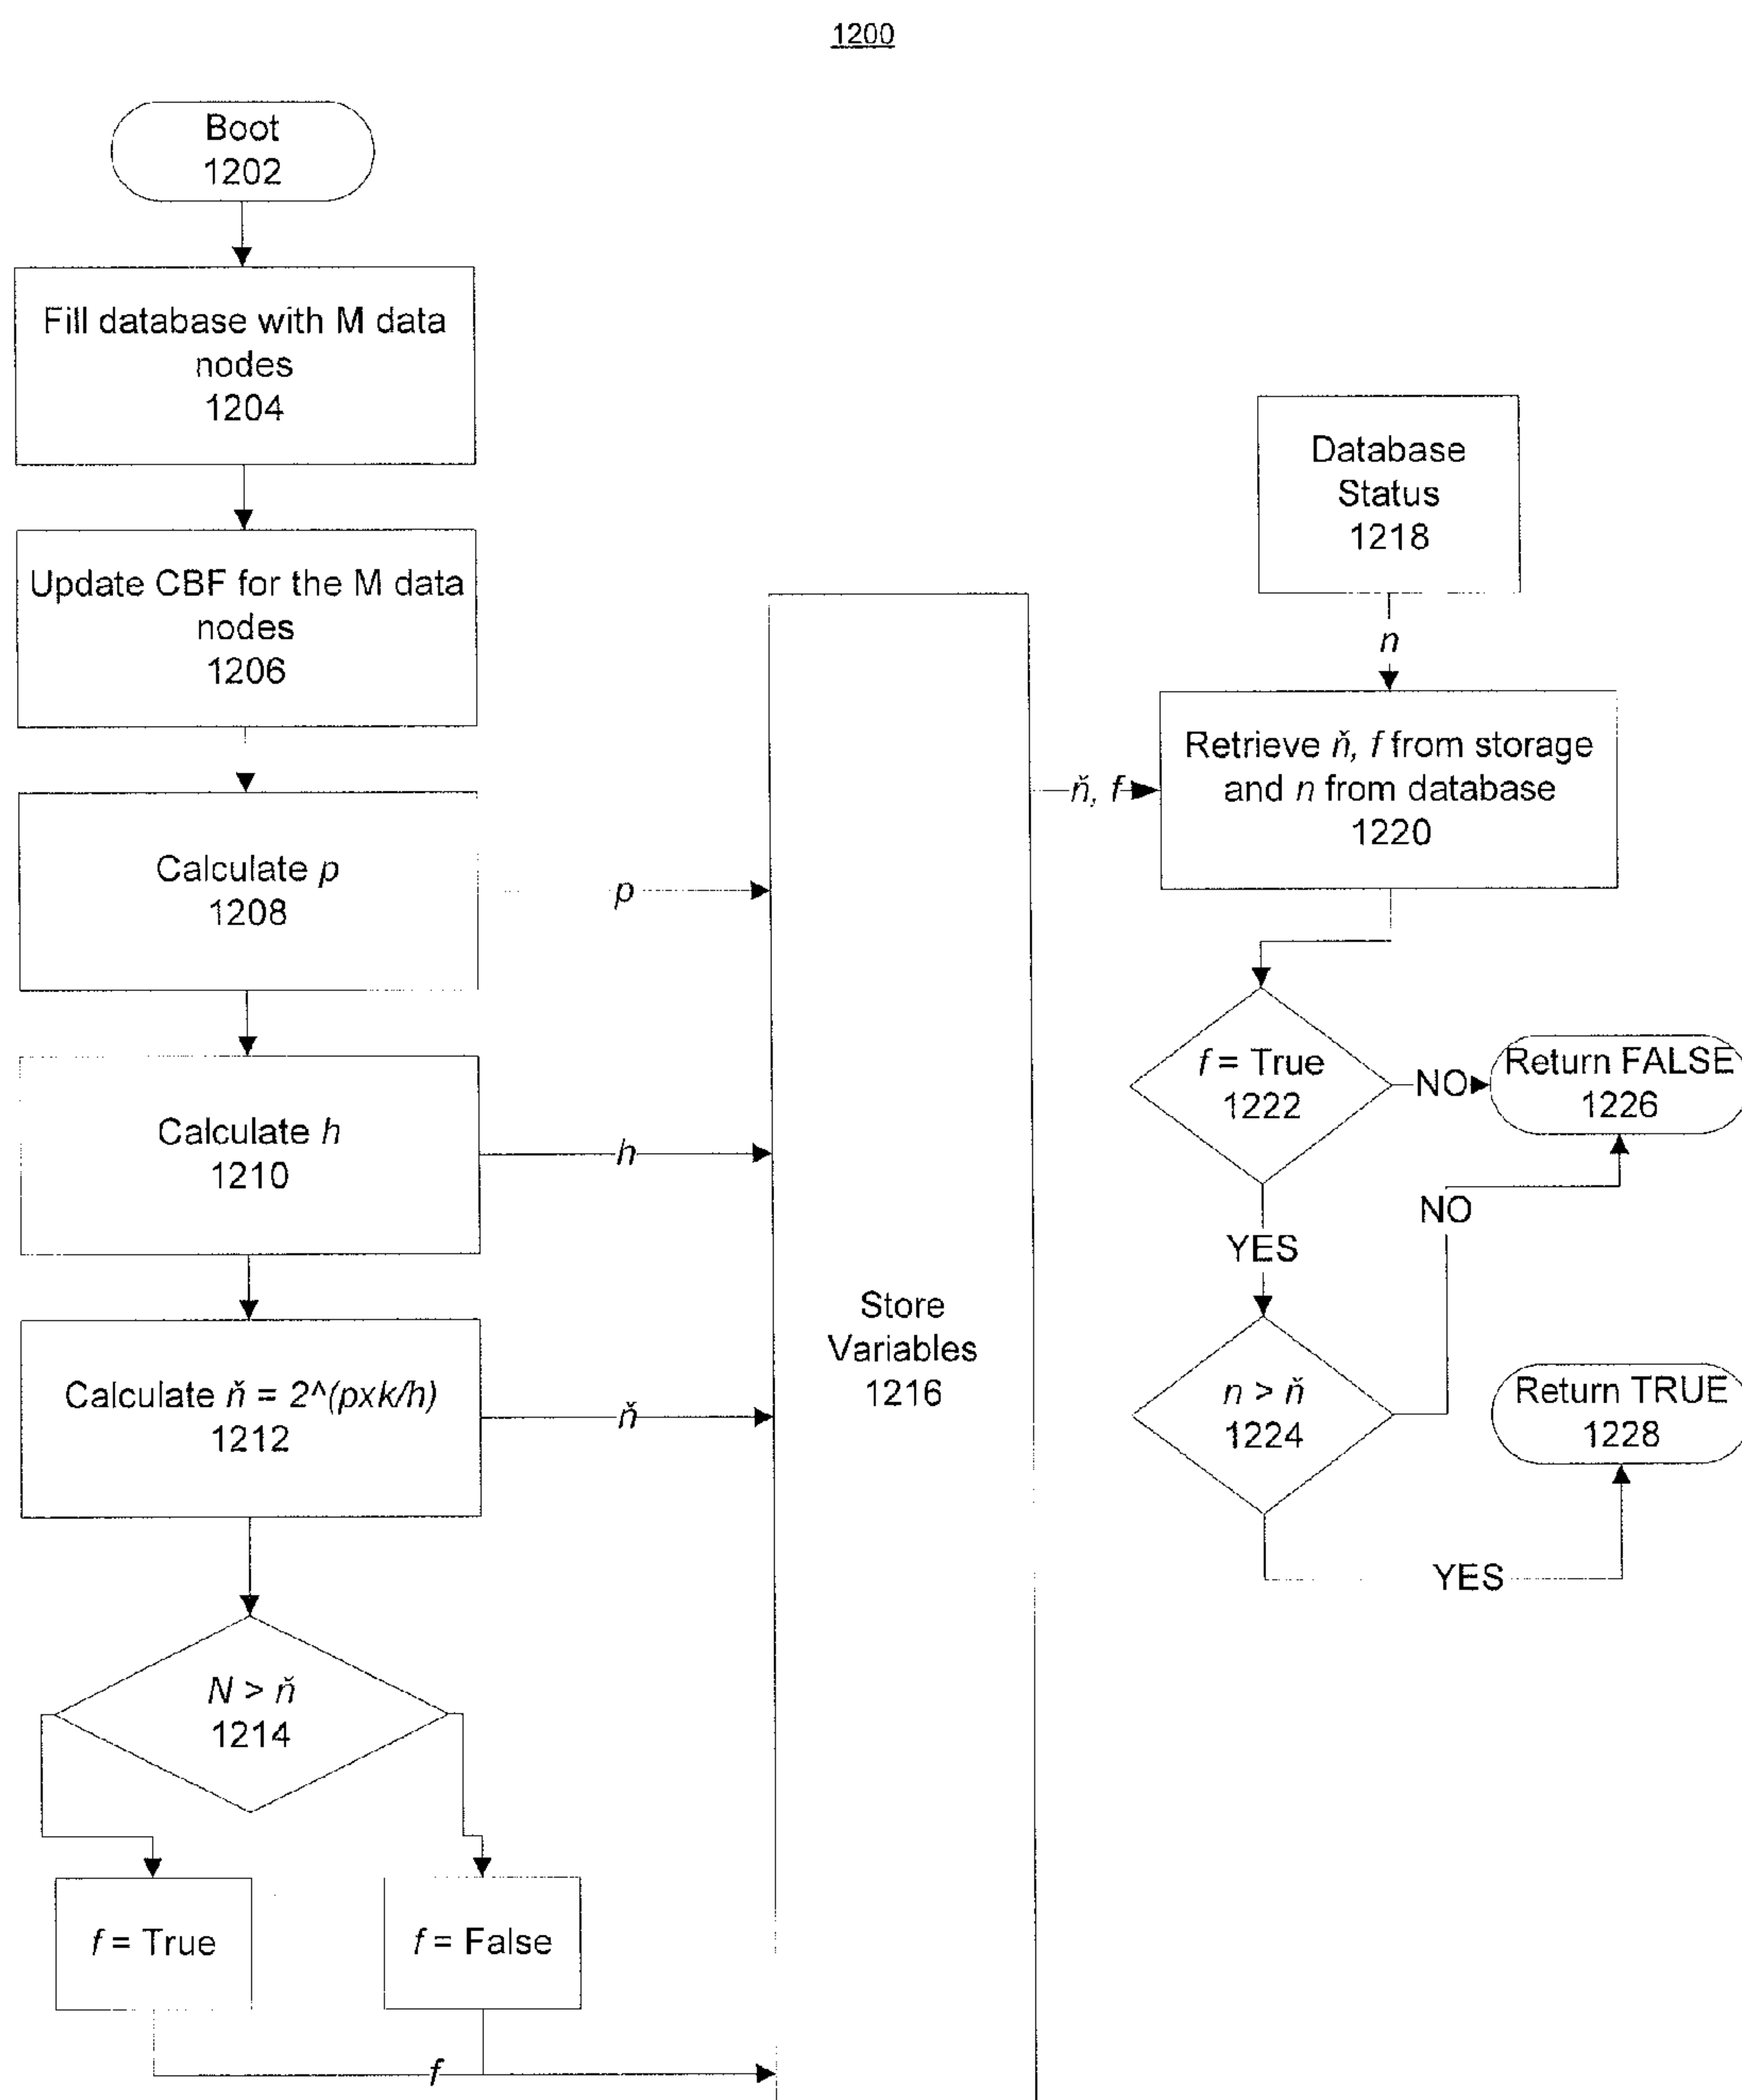 1200
Boot
1202
Fill database with M data
nodes
1204
Update CBF for the M data
nodes
1206
Calculate p
1208
p
Calculate h
1210
h
Calculate ň = 2^(pxk/h)
1212
ň
N > ň
1214
f = True
f = False
f
Store
Variables
1216
Database
Status
1218
n
ň, f
Retrieve ň, f from storage
and n from database
1220
f = True
1222
NO
Return FALSE
1226
YES
NO
n > ň
1224
Return TRUE
1228
YES